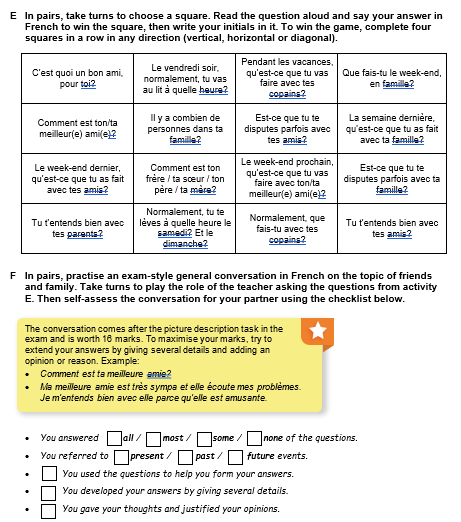 E In pairs, take turns to choose a square. Read the question aloud and say your answer in
French to win the square, then write your initials in it. To win the game, complete four
squares in a row in any direction (vertical, horizontal or diagonal).
C'est quoi un bon ami,
pour toi?
Le vendredi soir,
normalement, tu vas
au lit à quelle heure?
Pendant les vacances,
qu'est-ce que tu vas
faire avec tes
copains?
Que fais-tu le week-end,
en famille?
Comment est ton/ta
meilleur(e) ami(e)?
Il y a combien de
personnes dans ta
famille?
Est-ce que tu te
disputes parfois avec
tes amis?
La semaine dernière,
qu'est-ce que tu as fait
avec ta famille?
Le week-end dernier,
qu'est-ce que tu as fait
avec tes amis?
Comment est ton
frère / ta sœur / ton
père / ta mère?
Le week-end prochain,
qu'est-ce que tu vas
faire avec ton/ta
meilleur(e) ami(e)?
Est-ce que tu te
disputes parfois avec ta
famille?
Tu t'entends bien avec
tes parents?
Normalement, tu te
lèves à quelle heure le
samedi? Et le
dimanche?
Normalement, que
fais-tu avec tes
copains?
Tu t'entends bien avec
tes amis?
F In pairs, practise an exam-style general conversation in French on the topic of friends
and family. Take turns to play the role of the teacher asking the questions from activity
E. Then self-assess the conversation for your partner using the checklist below.
The conversation comes after the picture description task in the
exam and is worth 16 marks. To maximise your marks, try to
extend your answers by giving several details and adding an
opinion or reason. Example:
• Comment est ta meilleure amie?
• Ma meilleure amie est très sympa et elle écoute mes problèmes.
Je m'entends bien avec elle parce qu'elle est amusante.
• You answered all / most / some / none of the questions.
• You referred to present / past / future events.
• You used the questions to help you form your answers.
• You developed your answers by giving several details.
• You gave your thoughts and justified your opinions.